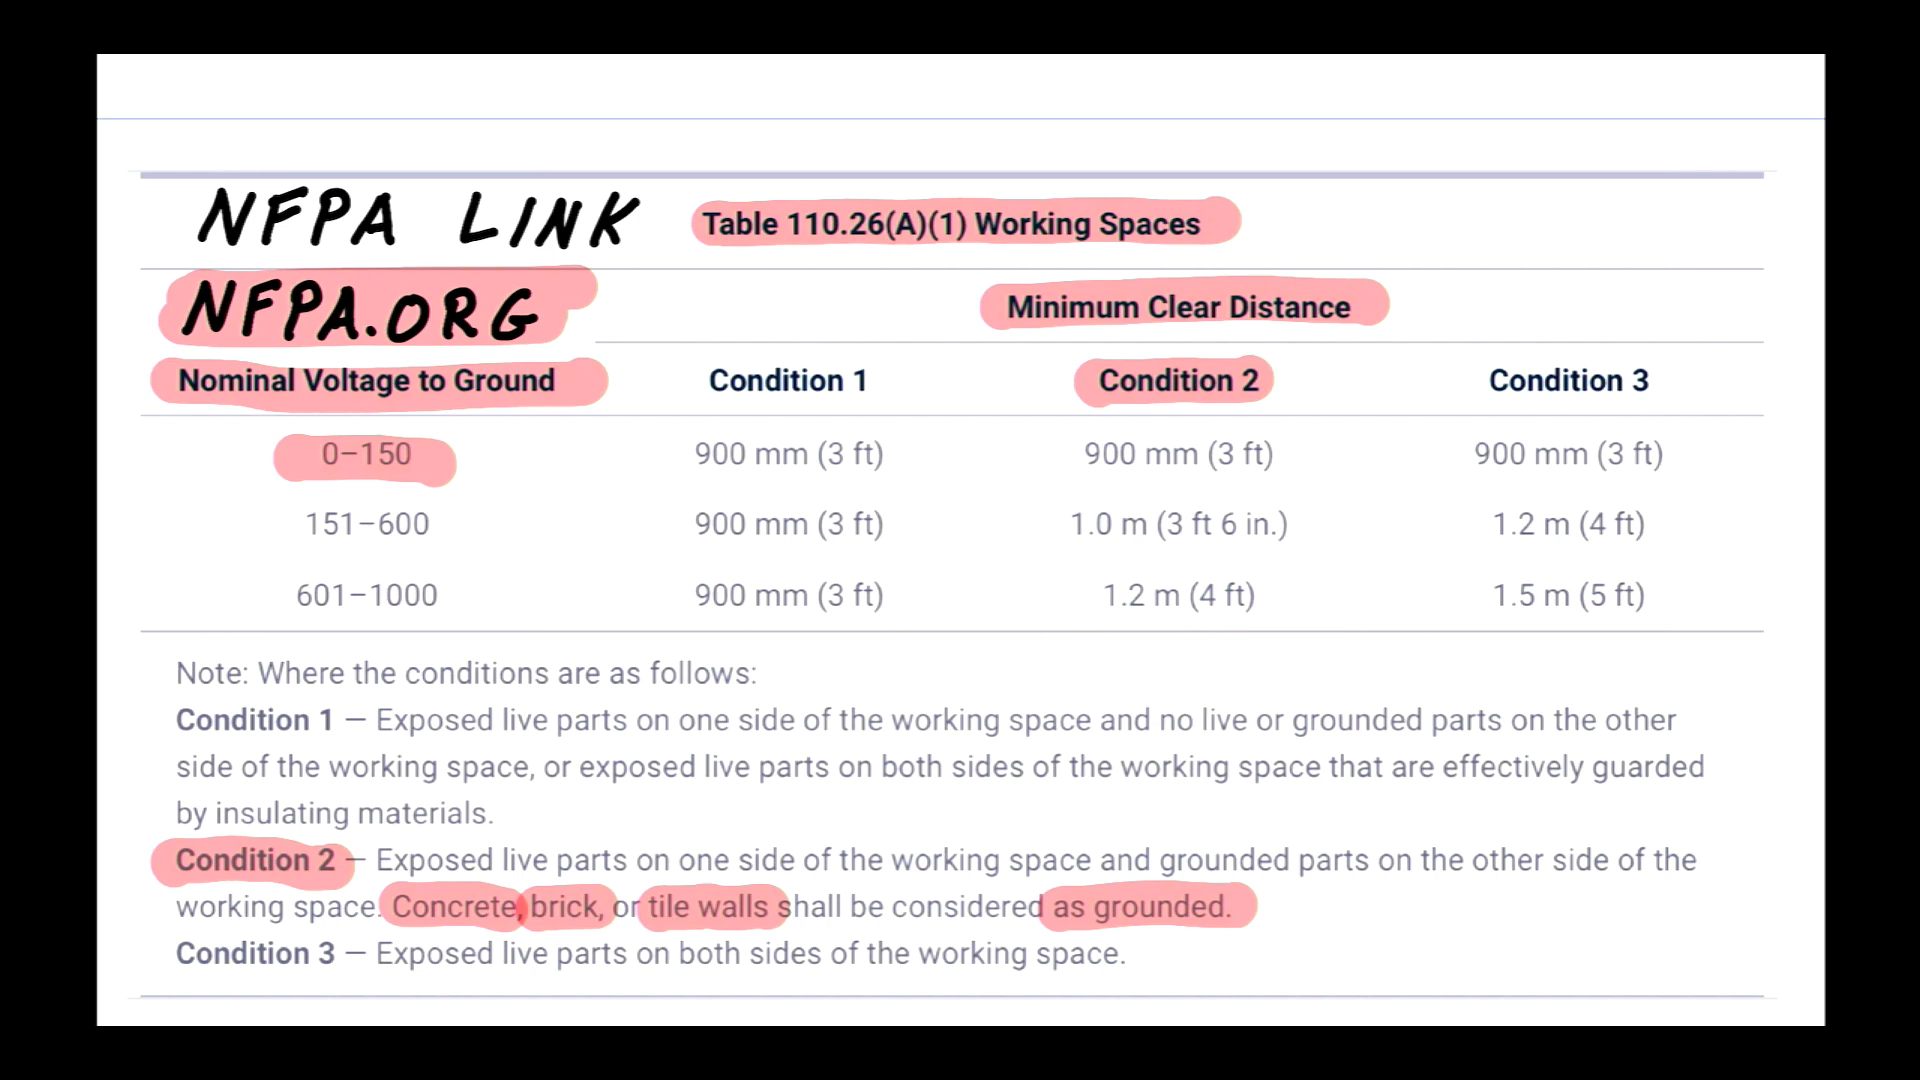 NFPA LINK Table 110.26(A)(1) Working Spaces
NFPA.ORG Minimum Clear Distance
Nominal Voltage to Ground Condition 1 Condition 2 Condition 3
0–150 900 mm (3 ft) 900 mm (3 ft) 900 mm (3 ft)
151–600 900 mm (3 ft) 1.0 m (3 ft 6 in.) 1.2 m (4 ft)
601–1000 900 mm (3 ft) 1.2 m (4 ft) 1.5 m (5 ft)
Note: Where the conditions are as follows:
Condition 1 — Exposed live parts on one side of the working space and no live or grounded parts on the other
side of the working space, or exposed live parts on both sides of the working space that are effectively guarded
by insulating materials.
Condition 2 — Exposed live parts on one side of the working space and grounded parts on the other side of the
working space. Concrete, brick, or tile walls shall be considered as grounded.
Condition 3 — Exposed live parts on both sides of the working space.